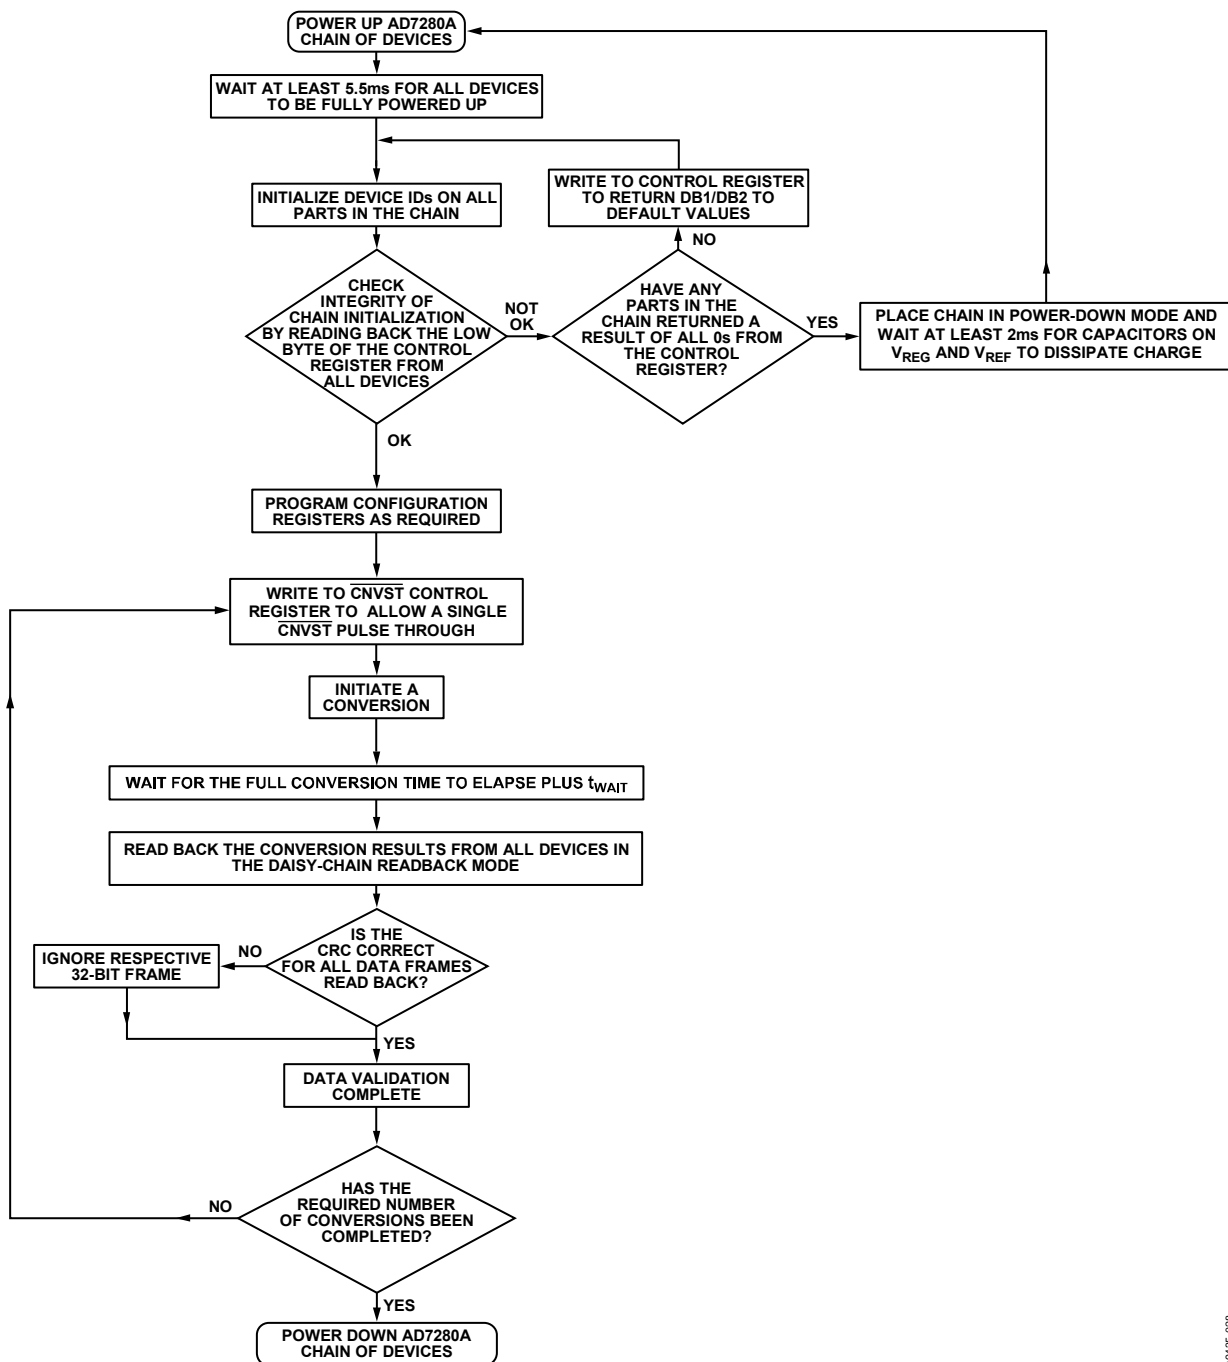 POWER UP AD7280A
CHAIN OF DEVICES
WAIT AT LEAST 5.5ms FOR ALL DEVICES
TO BE FULLY POWERED UP
INITIALIZE DEVICE IDs ON ALL
PARTS IN THE CHAIN
WRITE TO CONTROL REGISTER
TO RETURN DB1/DB2 TO
DEFAULT VALUES
NO
CHECK
INTEGRITY OF
CHAIN INITIALIZATION
BY READING BACK THE LOW
BYTE OF THE CONTROL
REGISTER FROM
ALL DEVICES
NOT
OK
HAVE ANY
PARTS IN THE
CHAIN RETURNED A
RESULT OF ALL 0s FROM
THE CONTROL
REGISTER?
YES
PLACE CHAIN IN POWER-DOWN MODE AND
WAIT AT LEAST 2ms FOR CAPACITORS ON
VREG AND VREF TO DISSIPATE CHARGE
OK
PROGRAM CONFIGURATION
REGISTERS AS REQUIRED
WRITE TO CNVST CONTROL
REGISTER TO ALLOW A SINGLE
CNVST PULSE THROUGH
INITIATE A
CONVERSION
WAIT FOR THE FULL CONVERSION TIME TO ELAPSE PLUS tWAIT
READ BACK THE CONVERSION RESULTS FROM ALL DEVICES IN
THE DAISY-CHAIN READBACK MODE
IS THE
CRC CORRECT
FOR ALL DATA FRAMES
READ BACK?
NO
IGNORE RESPECTIVE
32-BIT FRAME
YES
DATA VALIDATION
COMPLETE
HAS THE
REQUIRED NUMBER
OF CONVERSIONS BEEN
COMPLETED?
NO
YES
POWER DOWN AD7280A
CHAIN OF DEVICES